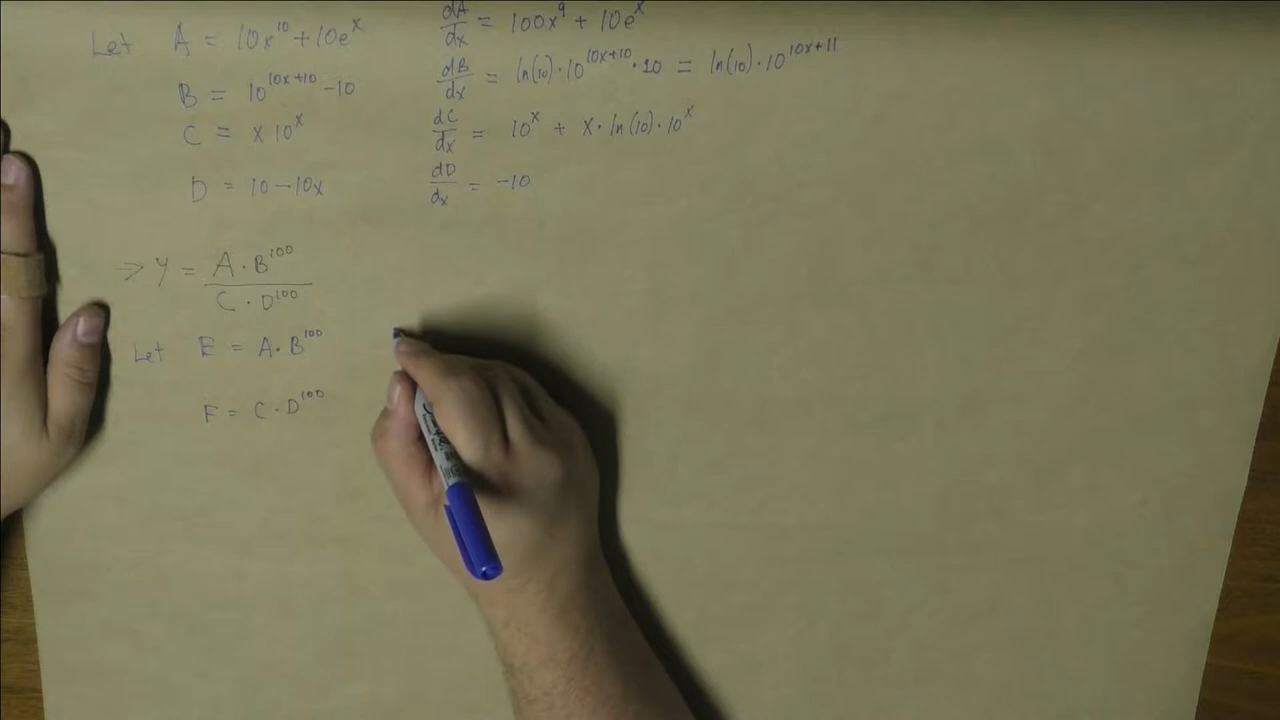 Let A = 10x^10 + 10e^x dA/dx = 100x^9 + 10e^x
B = 10^(10x+10) - 10 dB/dx = ln(10)·10^(10x+10)·10 = ln(10)·10^(10x+11)
C = x10^x dC/dx = 10^x + x·ln(10)·10^x
D = 10-10x dD/dx = -10
=> Y = A·B^100 / C·D^100
Let E = A·B^100
F = C·D^100